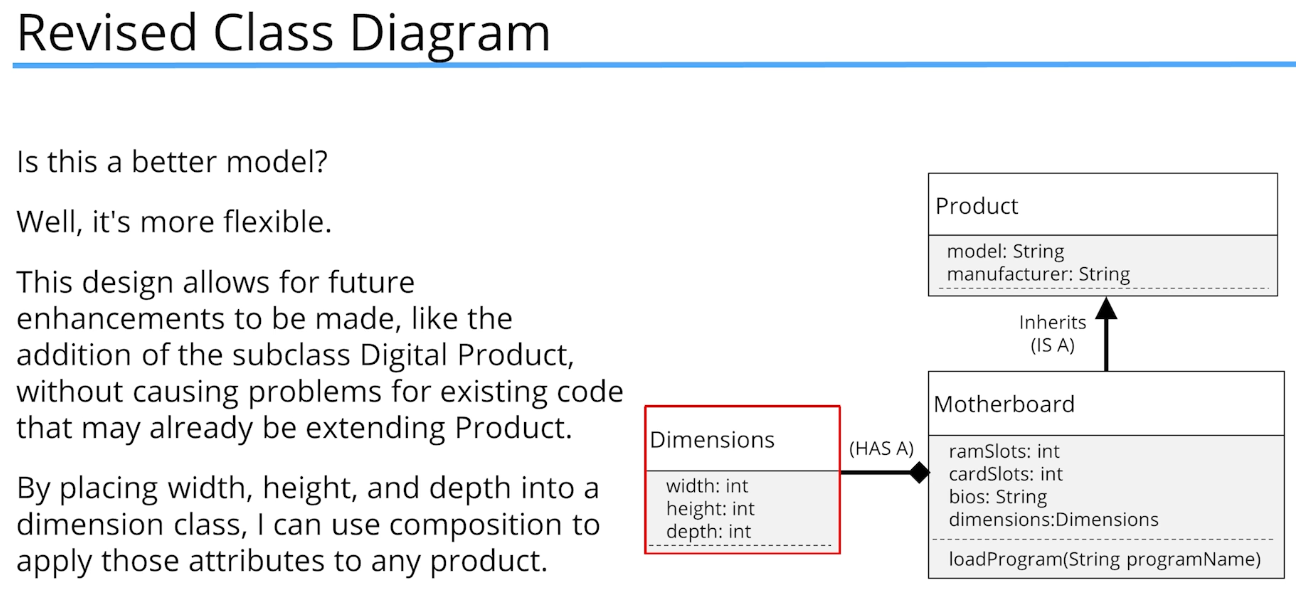 Revised Class Diagram
Is this a better model?
Well, it's more flexible.
This design allows for future
enhancements to be made, like the
addition of the subclass Digital Product,
without causing problems for existing code
that may already be extending Product.
By placing width, height, and depth into a
dimension class, I can use composition to
apply those attributes to any product.
Product
model: String
manufacturer: String
Inherits
(IS A)
Motherboard
ramSlots: int
cardSlots: int
bios: String
dimensions:Dimensions
loadProgram(String programName)
(HAS A)
Dimensions
width: int
height: int
depth: int